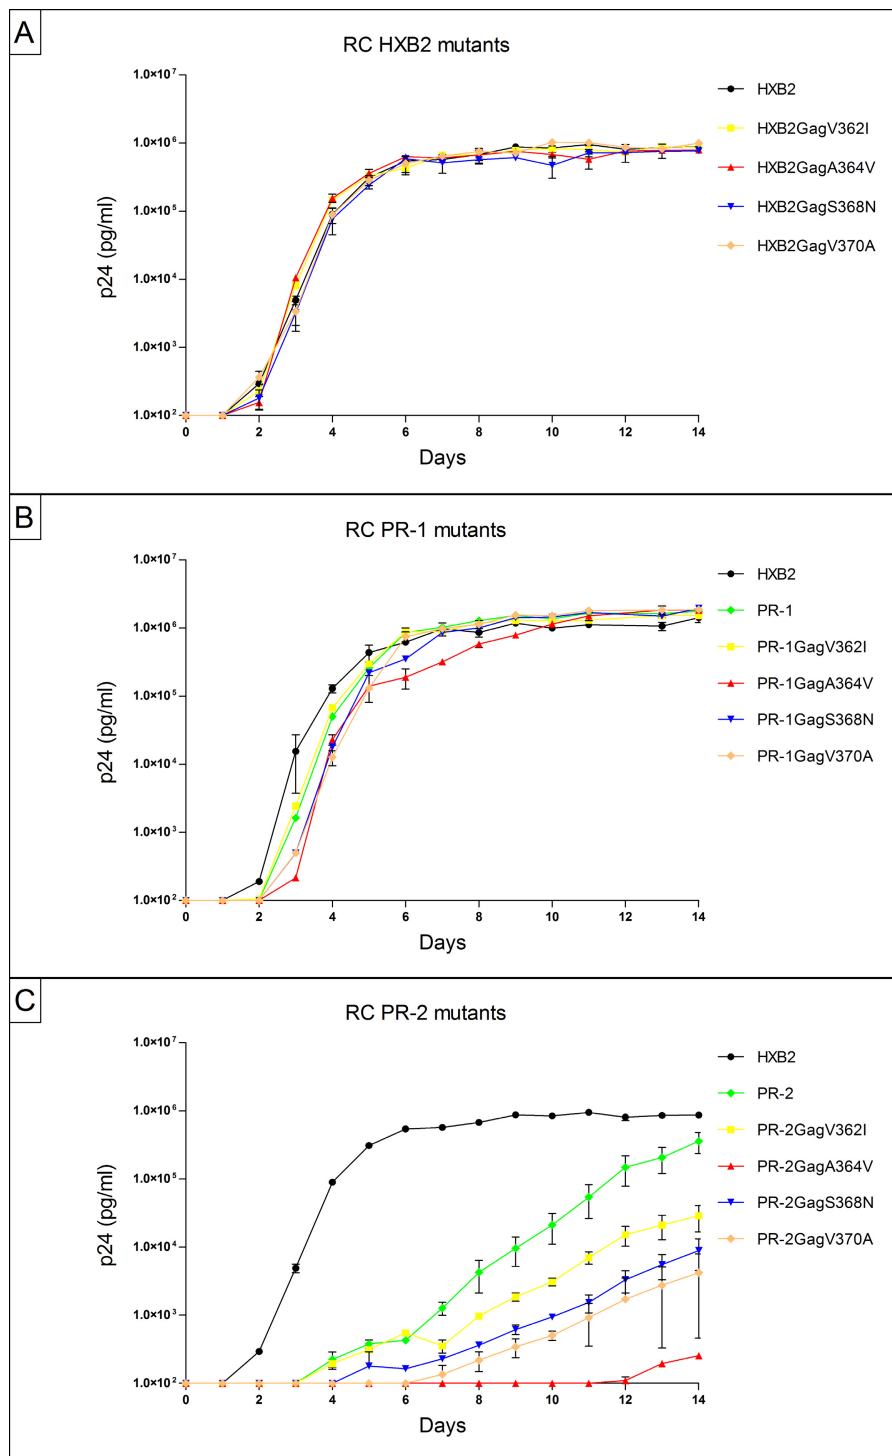 A
RC HXB2 mutants
1.0×10⁷
1.0×10⁶
1.0×10⁵
1.0×10⁴
1.0×10³
1.0×10²
p24 (pg/ml)
0 2 4 6 8 10 12 14
Days
HXB2
HXB2GagV362I
HXB2GagA364V
HXB2GagS368N
HXB2GagV370A
B
RC PR-1 mutants
1.0×10⁷
1.0×10⁶
1.0×10⁵
1.0×10⁴
1.0×10³
1.0×10²
p24 (pg/ml)
0 2 4 6 8 10 12 14
Days
HXB2
PR-1
PR-1GagV362I
PR-1GagA364V
PR-1GagS368N
PR-1GagV370A
C
RC PR-2 mutants
1.0×10⁷
1.0×10⁶
1.0×10⁵
1.0×10⁴
1.0×10³
1.0×10²
p24 (pg/ml)
0 2 4 6 8 10 12 14
Days
HXB2
PR-2
PR-2GagV362I
PR-2GagA364V
PR-2GagS368N
PR-2GagV370A